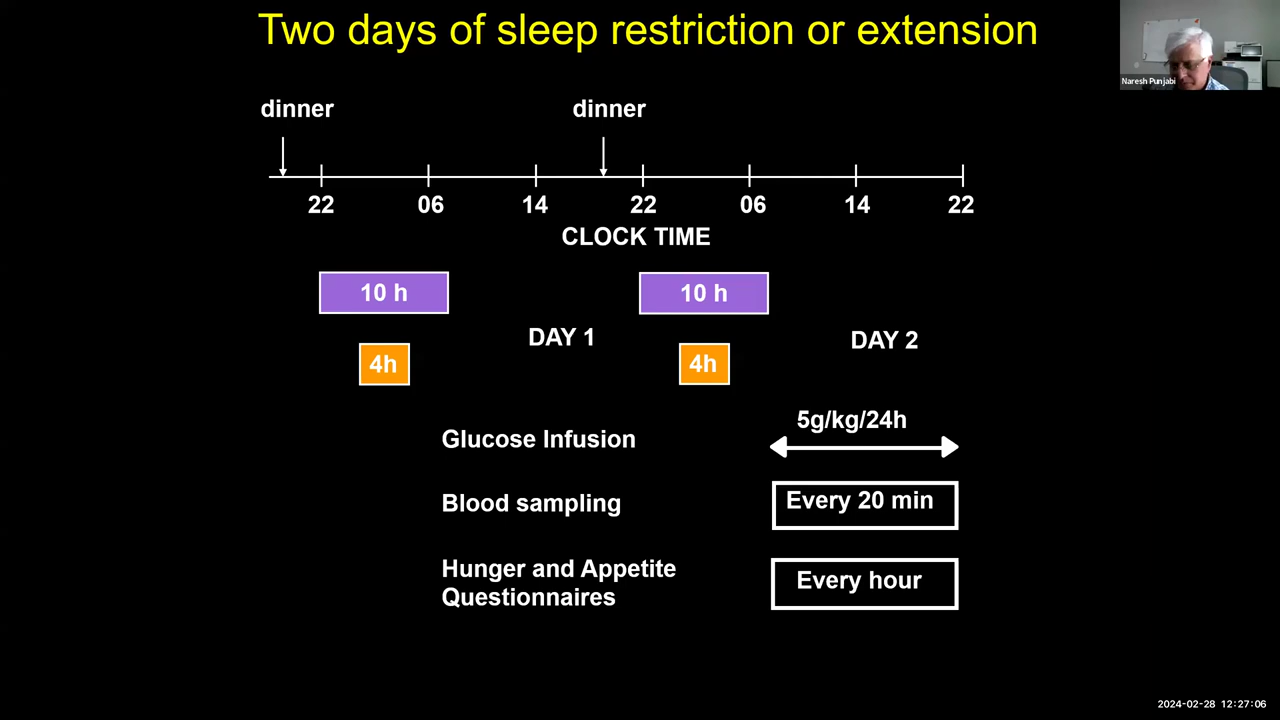 Two days of sleep restriction or extension
Naresh Punjabi
dinner dinner
22 06 14 22 06 14 22
CLOCK TIME
10 h 10 h
DAY 1 DAY 2
4h 4h
5g/kg/24h
Glucose Infusion
Blood sampling Every 20 min
Hunger and Appetite
Questionnaires
Every hour
2024-02-28 12:27:06